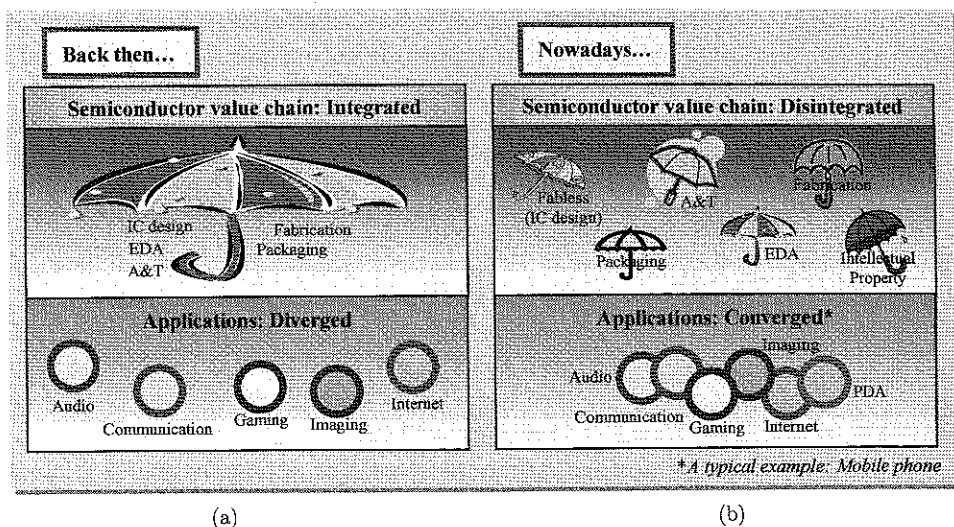 Back then...
Semiconductor value chain: Integrated
IC design
EDA
A&T
Fabrication
Packaging
Applications: Diverged
Audio
Communication
Gaming
Imaging
Internet
(a)
Nowadays...
Semiconductor value chain: Disintegrated
Fabless
(IC design)
A&T
Fabrication
Packaging
EDA
Intellectual
Property
Applications: Converged*
Audio
Communication
Gaming
Imaging
Internet
PDA
*A typical example: Mobile phone
(b)